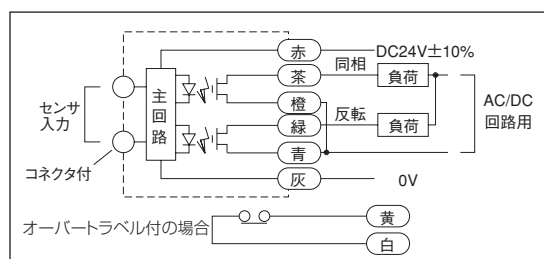 赤
DC24V±10%
茶
同相
負荷
センサ
入力
主回路
橙
AC/DC
回路用
緑
反転
負荷
青
コネクタ付
灰
0V
オーバートラベル付の場合
黄
白